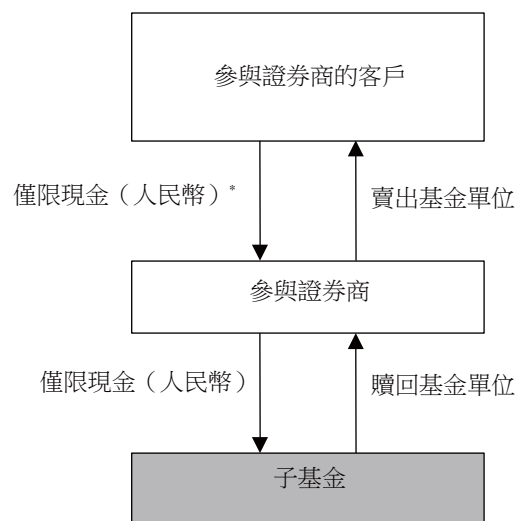 參與證券商的客戶
僅限現金（人民幣）*
賣出基金單位
參與證券商
僅限現金（人民幣）
贖回基金單位
子基金